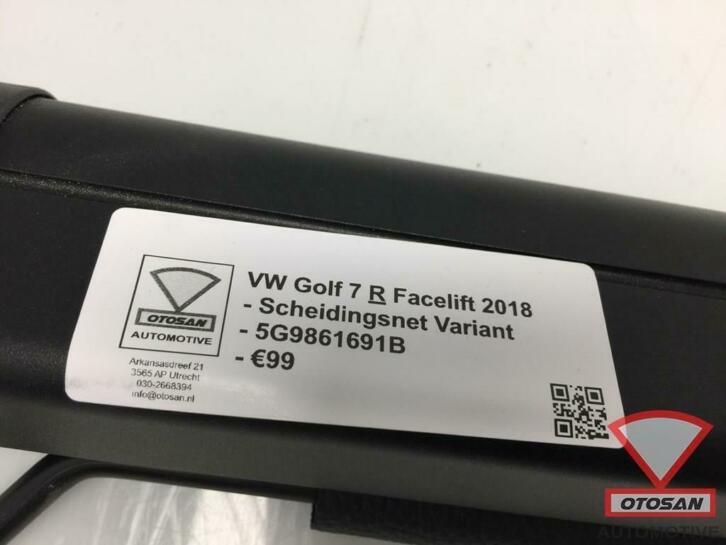 VW Golf 7 R Facelift 2018
- Scheidingsnet Variant
- 5G9861691B
- €99
OTOSAN
AUTOMOTIVE
Arkansasdreef 21
3565 AP Utrecht
030-2668394
info@otosan.nl
OTOSAN
AUTOMOTIVE